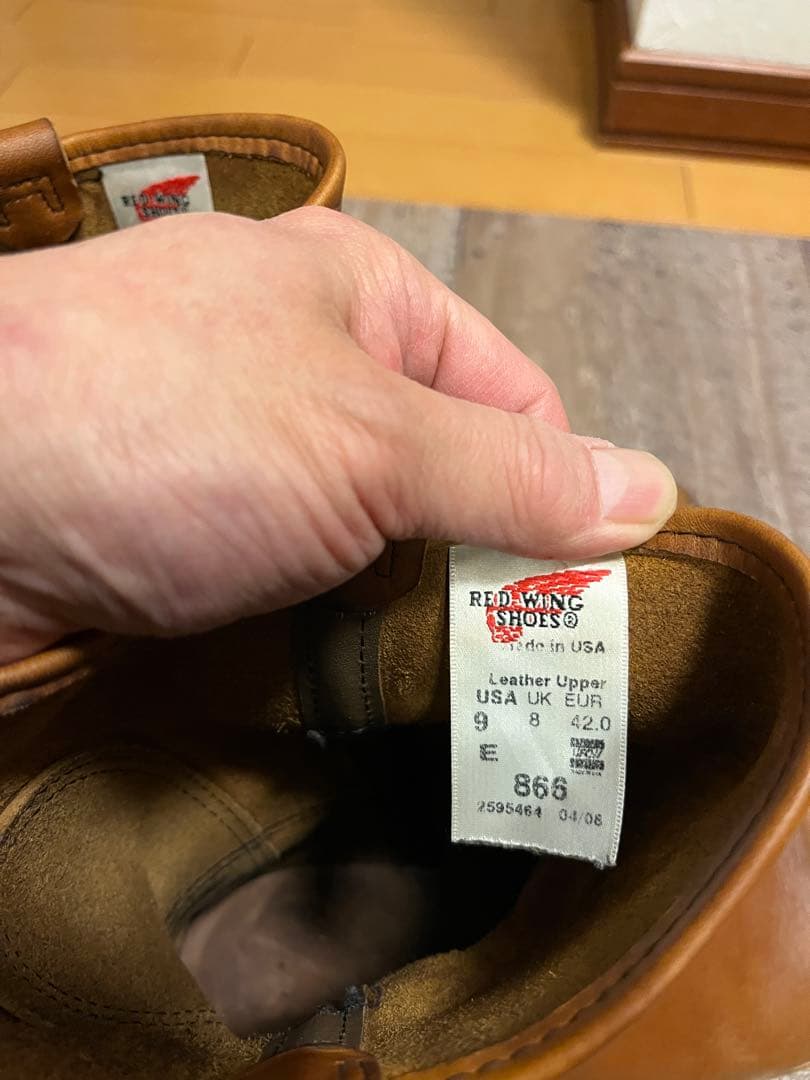 RED WING
SHOES
RED WING
SHOES®
Made in USA
Leather Upper
USA UK EUR
9 8 42.0
E
866
2595464 04/08